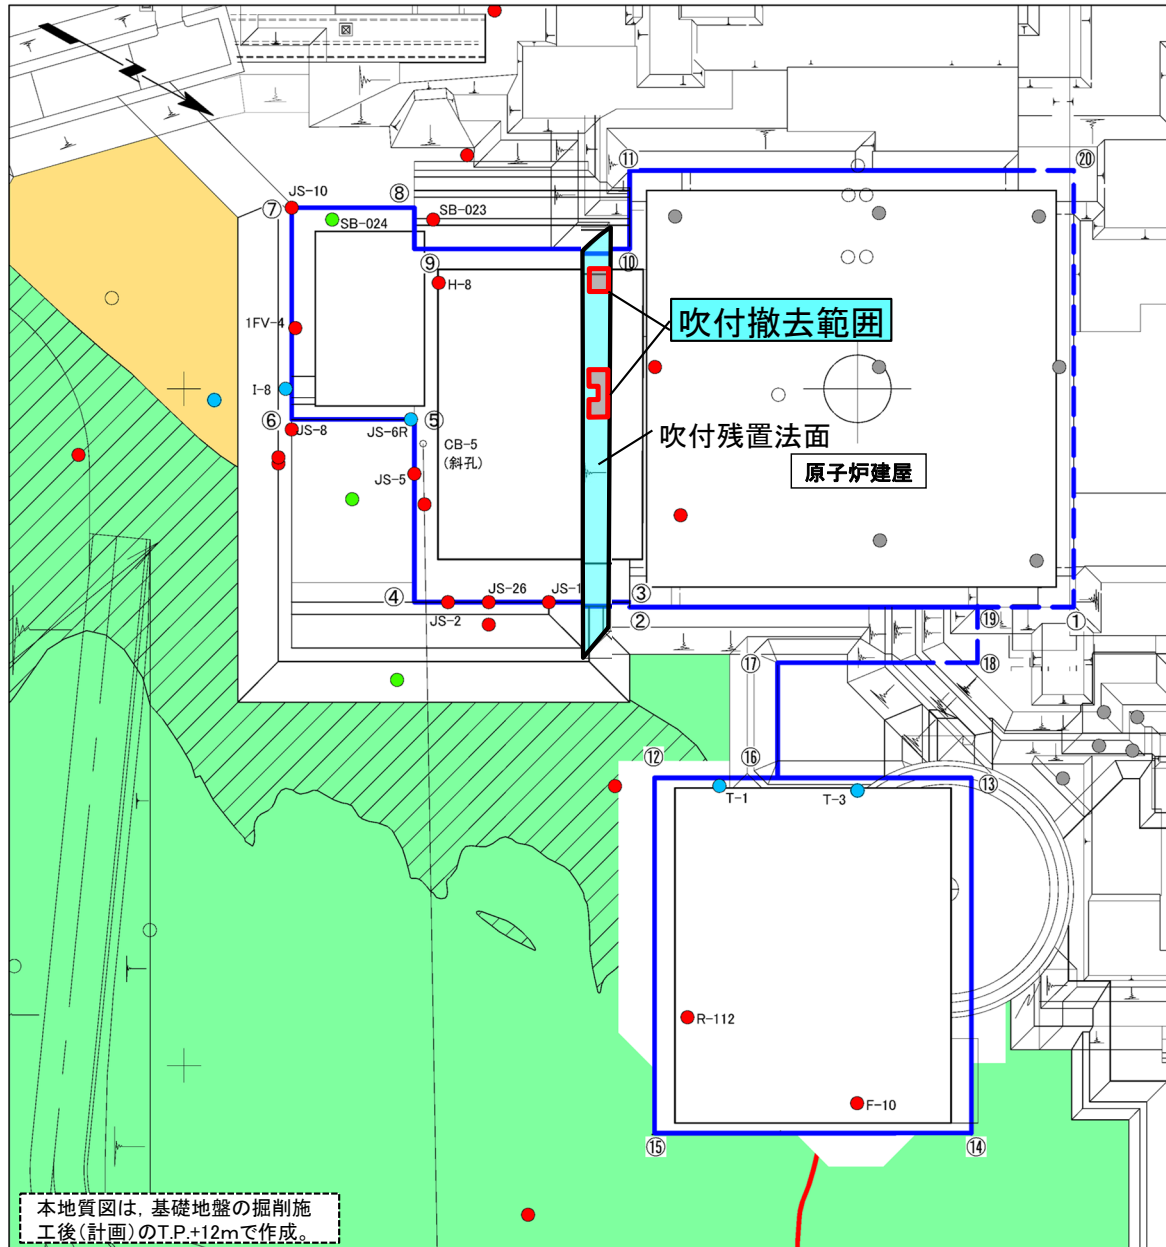 ⑪
⑳
JS-10
⑧
⑦
SB-024
SB-023
⑨
⑩
H-8
吹付撤去範囲
1FV-4
I-8
⑥
JS-8
JS-6R
⑤
CB-5
(斜孔)
吹付残置法面
JS-5
原子炉建屋
④
JS-26
JS-1
③
JS-2
②
⑲
①
⑰
⑱
⑫
⑯
⑬
T-1
T-3
R-112
F-10
⑮
⑭
本地質図は，基礎地盤の掘削施
工後(計画)のT.P.+12mで作成。